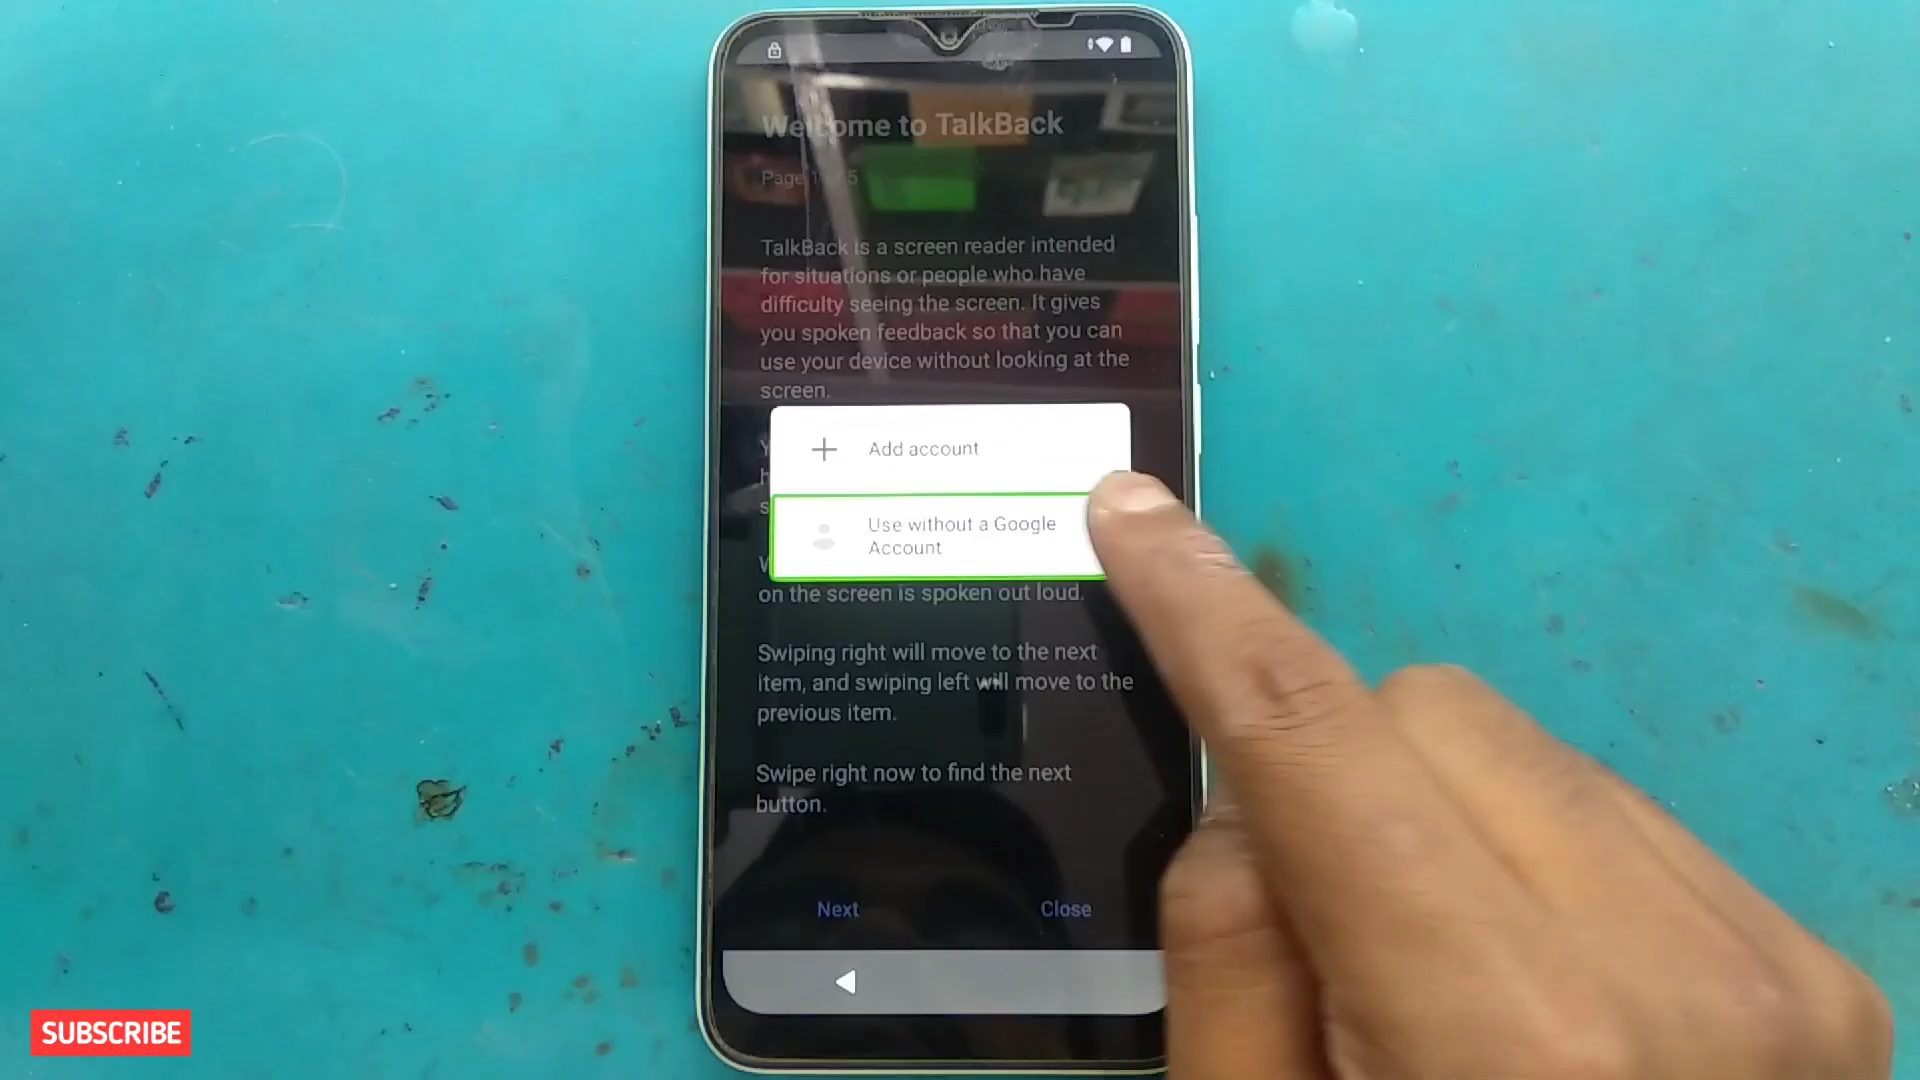 Welcome to TalkBack
Page 1 of 5
TalkBack is a screen reader intended
for situations or people who have
difficulty seeing the screen. It gives
you spoken feedback so that you can
use your device without looking at the
screen.
Add account
Use without a Google
Account
on the screen is spoken out loud.
Swiping right will move to the next
item, and swiping left will move to the
previous item.
Swipe right now to find the next
button.
Next
Close
SUBSCRIBE